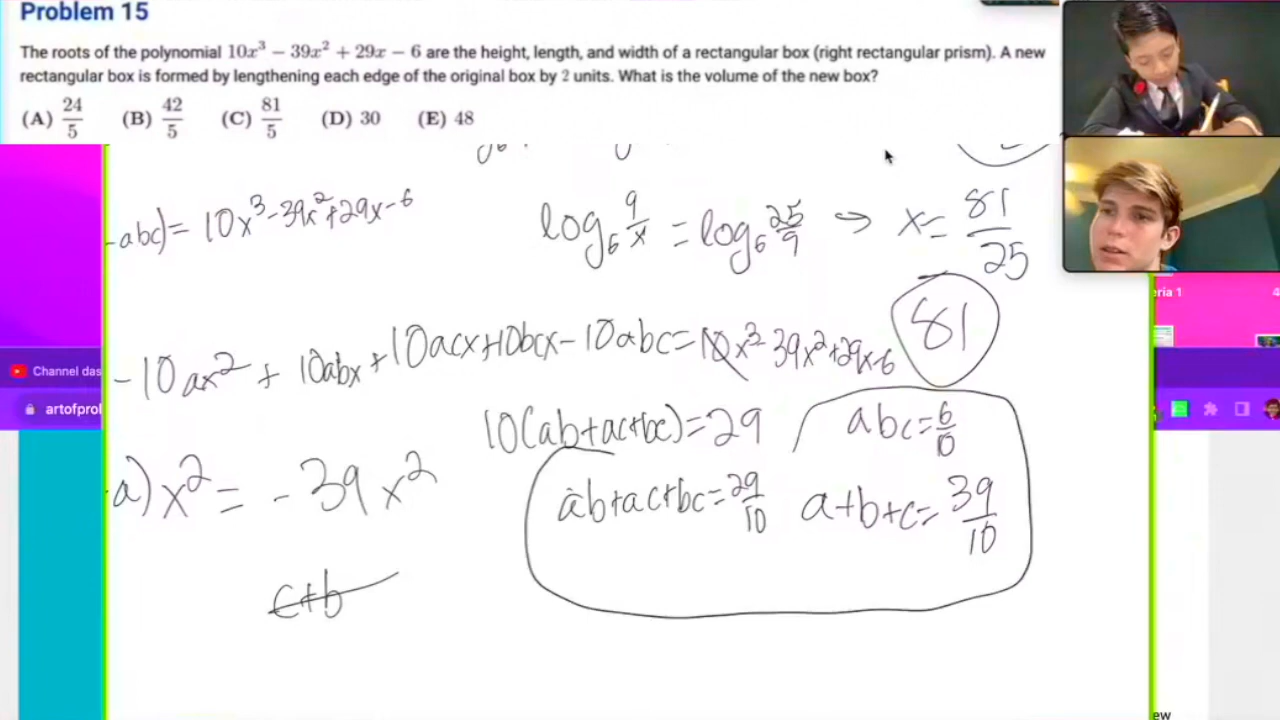 Problem 15
The roots of the polynomial 10x³ − 39x² + 29x − 6 are the height, length, and width of a rectangular box (right rectangular prism). A new
rectangular box is formed by lengthening each edge of the original box by 2 units. What is the volume of the new box?
(A) 24/5 (B) 42/5 (C) 81/5 (D) 30 (E) 48
-abc)= 10x³-39x²+29x-6
log₆ 9/x = log₆ 25/9 → x= 81/25
81
-10ax² + 10abx + 10acx+10bcx-10abc=10x³ 39x²+29x-6
10(ab+ac+bc)=29
abc=6/10
a)x² = -39x²
ab+ac+bc=29/10
a+b+c=39/10
c+b
eria 1
4
Channel das
artofprol
ew